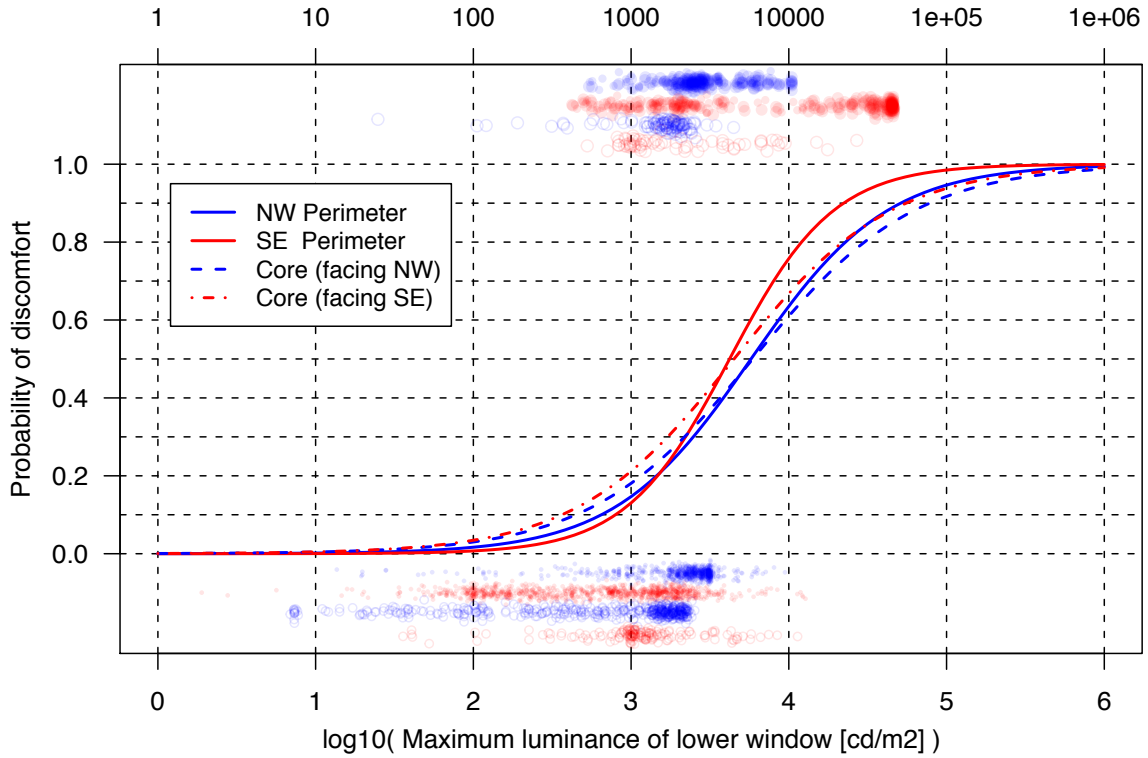 1 10 100 1000 10000 1e+05 1e+06
1.0
0.8
0.6
0.4
0.2
0.0
Probability of discomfort
NW Perimeter
SE Perimeter
Core (facing NW)
Core (facing SE)
0 1 2 3 4 5 6
log10( Maximum luminance of lower window [cd/m2] )